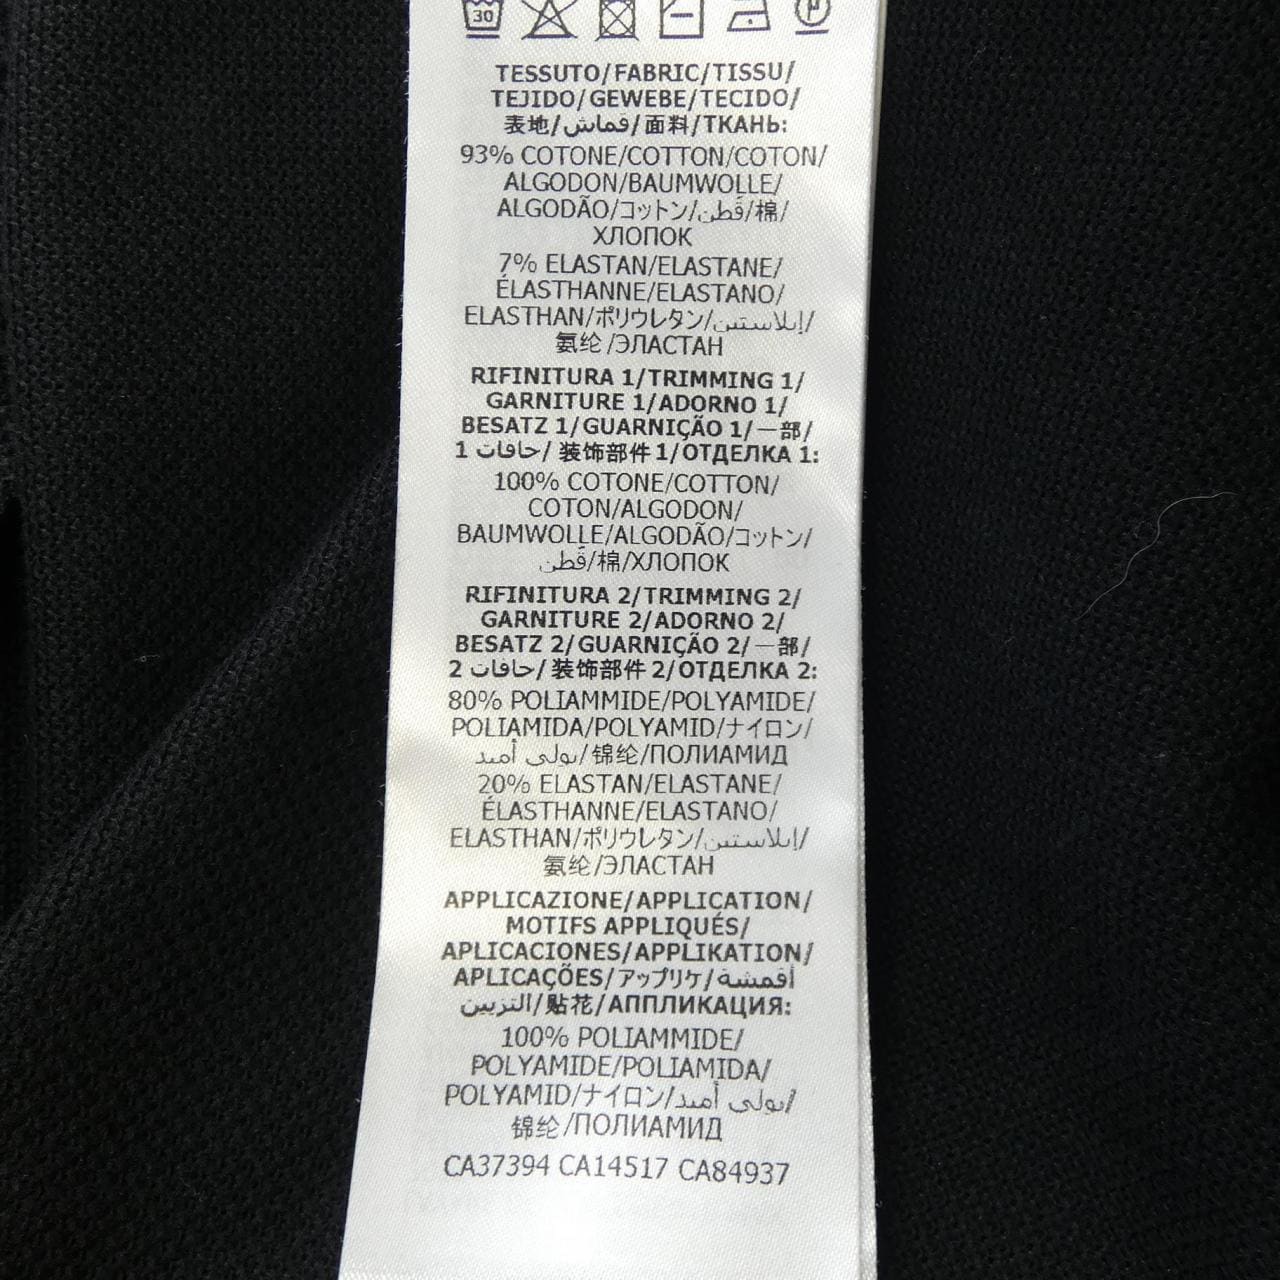 30
TESSUTO/FABRIC/TISSU/
TEJIDO/GEWEBE/TECIDO/
表地/قماش/面料/ТКАНЬ:
93% COTONE/COTTON/COTON/
ALGODON/BAUMWOLLE/
ALGODÃO/コットン/قَطن/棉/
ХЛОПОК
7% ELASTAN/ELASTANE/
ÉLASTHANNE/ELASTANO/
ELASTHAN/ポリウレタン/إيلاستين/
氨纶/ЭЛАСТАН
RIFINITURA 1/TRIMMING 1/
GARNITURE 1/ADORNO 1/
BESATZ 1/GUARNIÇÃO 1/一部/
1 حافات/装饰部件 1/ОТДЕЛКА 1:
100% COTONE/COTTON/
COTON/ALGODON/
BAUMWOLLE/ALGODÃO/コットン/
قَطن/棉/ХЛОПОК
RIFINITURA 2/TRIMMING 2/
GARNITURE 2/ADORNO 2/
BESATZ 2/GUARNIÇÃO 2/一部/
2 حافات/装饰部件 2/ОТДЕЛКА 2:
80% POLIAMMIDE/POLYAMIDE/
POLIAMIDA/POLYAMID/ナイロン/
بولي أميد/锦纶/ПОЛИАМИД
20% ELASTAN/ELASTANE/
ÉLASTHANNE/ELASTANO/
ELASTHAN/ポリウレタン/إيلاستين/
氨纶/ЭЛАСТАН
APPLICAZIONE/APPLICATION/
MOTIFS APPLIQUÉS/
APLICACIONES/APPLIKATION/
APLICAÇÕES/アップリケ/أقمشة
التزيين/贴花/АППЛИКАЦИЯ:
100% POLIAMMIDE/
POLYAMIDE/POLIAMIDA/
POLYAMID/ナイロン/بولي أميد/
锦纶/ПОЛИАМИД
CA37394 CA14517 CA84937